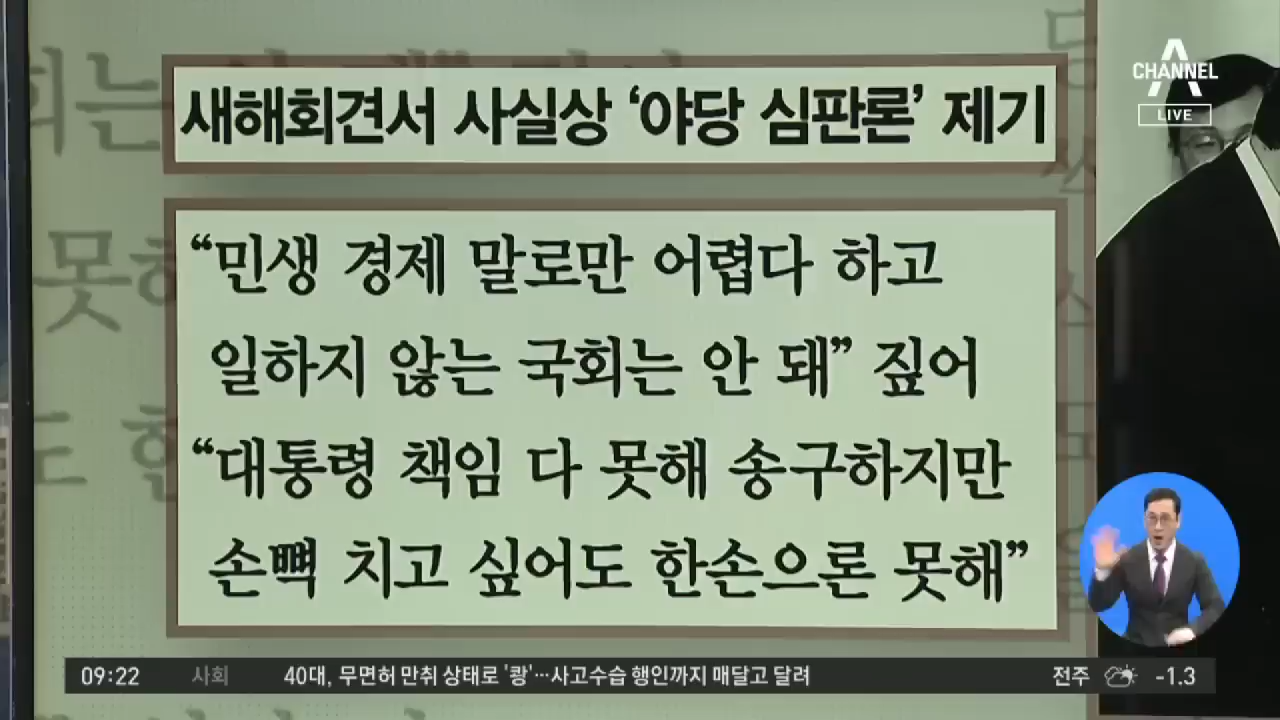 새해회견서 사실상 ‘야당 심판론’ 제기
“민생 경제 말로만 어렵다 하고
일하지 않는 국회는 안 돼” 짚어
“대통령 책임 다 못해 송구하지만
손뼉 치고 싶어도 한손으론 못해”
CHANNEL A
LIVE
09:22 사회 40대, 무면허 만취 상태로 '쾅'…사고수습 행인까지 매달고 달려 전주 -1.3